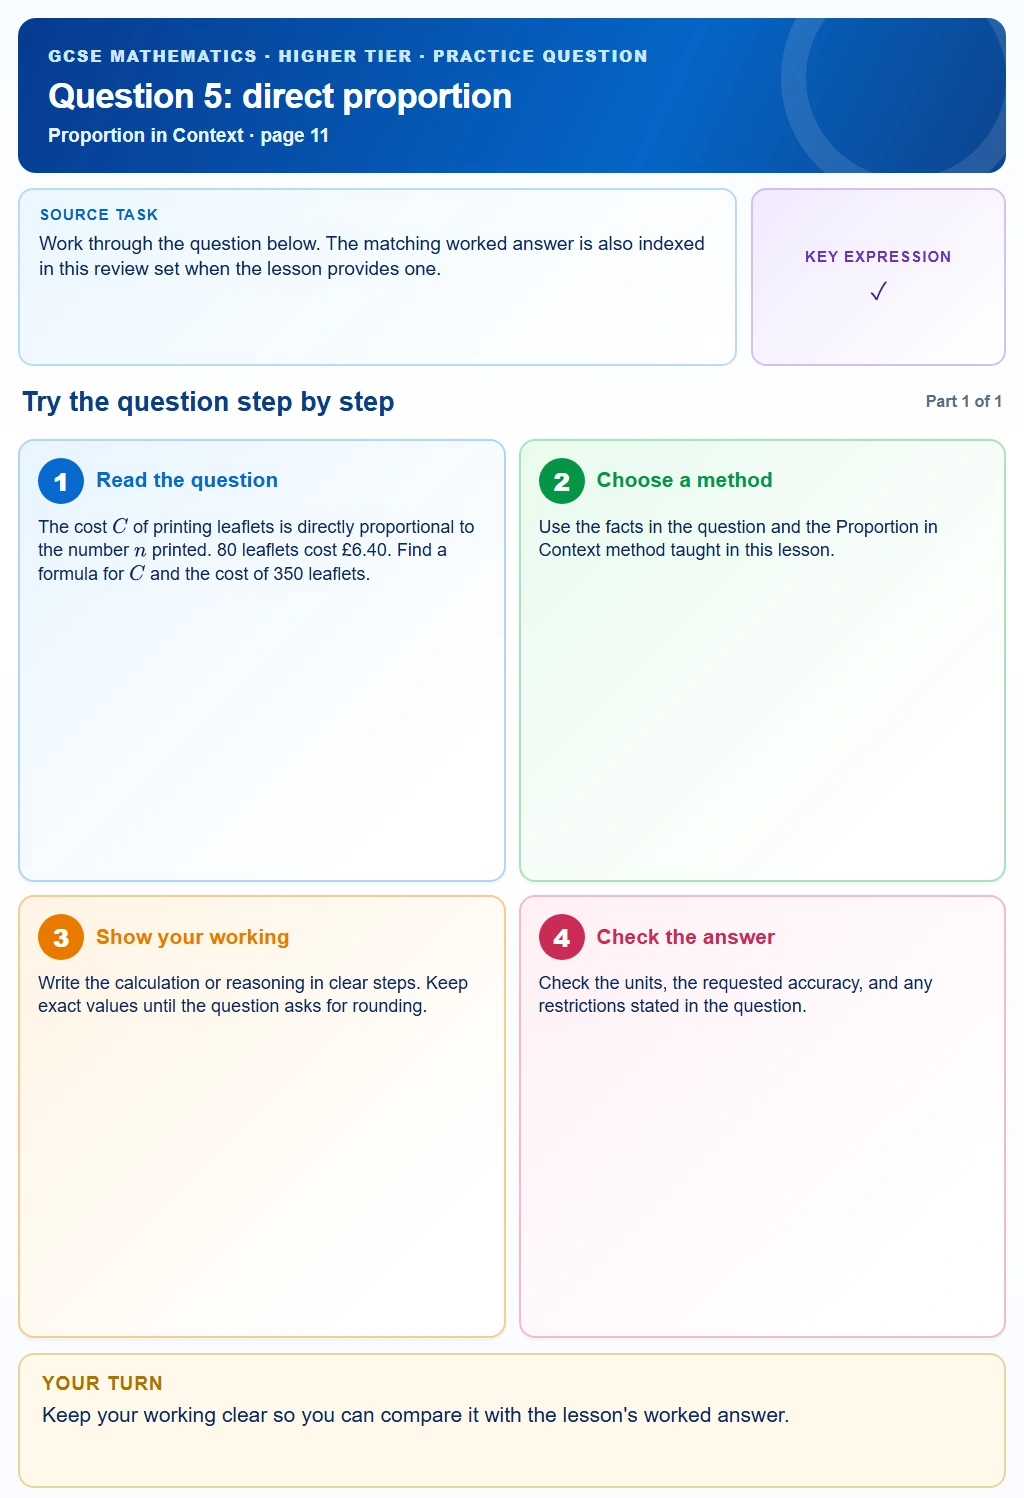 GCSE MATHEMATICS · HIGHER TIER · PRACTICE QUESTION
Question 5: direct proportion
Proportion in Context · page 11
SOURCE TASK
Work through the question below. The matching worked answer is also indexed
in this review set when the lesson provides one.
KEY EXPRESSION
✓
Try the question step by step
Part 1 of 1
1 Read the question
The cost C of printing leaflets is directly proportional to
the number n printed. 80 leaflets cost £6.40. Find a
formula for C and the cost of 350 leaflets.
2 Choose a method
Use the facts in the question and the Proportion in
Context method taught in this lesson.
3 Show your working
Write the calculation or reasoning in clear steps. Keep
exact values until the question asks for rounding.
4 Check the answer
Check the units, the requested accuracy, and any
restrictions stated in the question.
YOUR TURN
Keep your working clear so you can compare it with the lesson's worked answer.